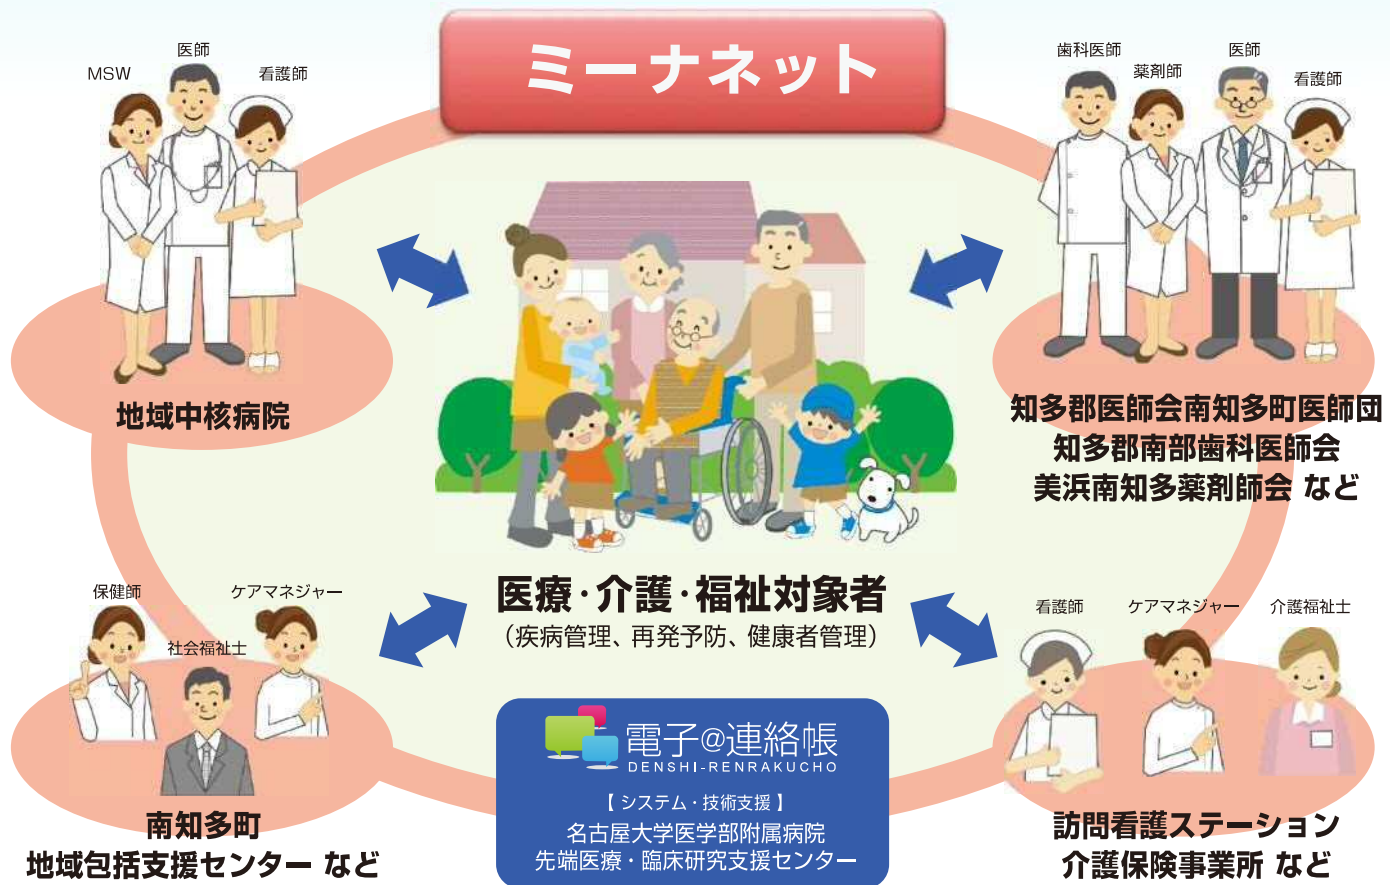 ミーナネット
MSW
医師
看護師
地域中核病院
歯科医師
薬剤師
医師
看護師
知多郡医師会南知多町医師団
知多郡南部歯科医師会
美浜南知多薬剤師会 など
医療・介護・福祉対象者
（疾病管理、再発予防、健康者管理）
保健師
社会福祉士
ケアマネジャー
南知多町
地域包括支援センター など
電子@連絡帳
DENSHI-RENRAKUCHO
【 システム・技術支援 】
名古屋大学医学部附属病院
先端医療・臨床研究支援センター
看護師
ケアマネジャー
介護福祉士
訪問看護ステーション
介護保険事業所 など